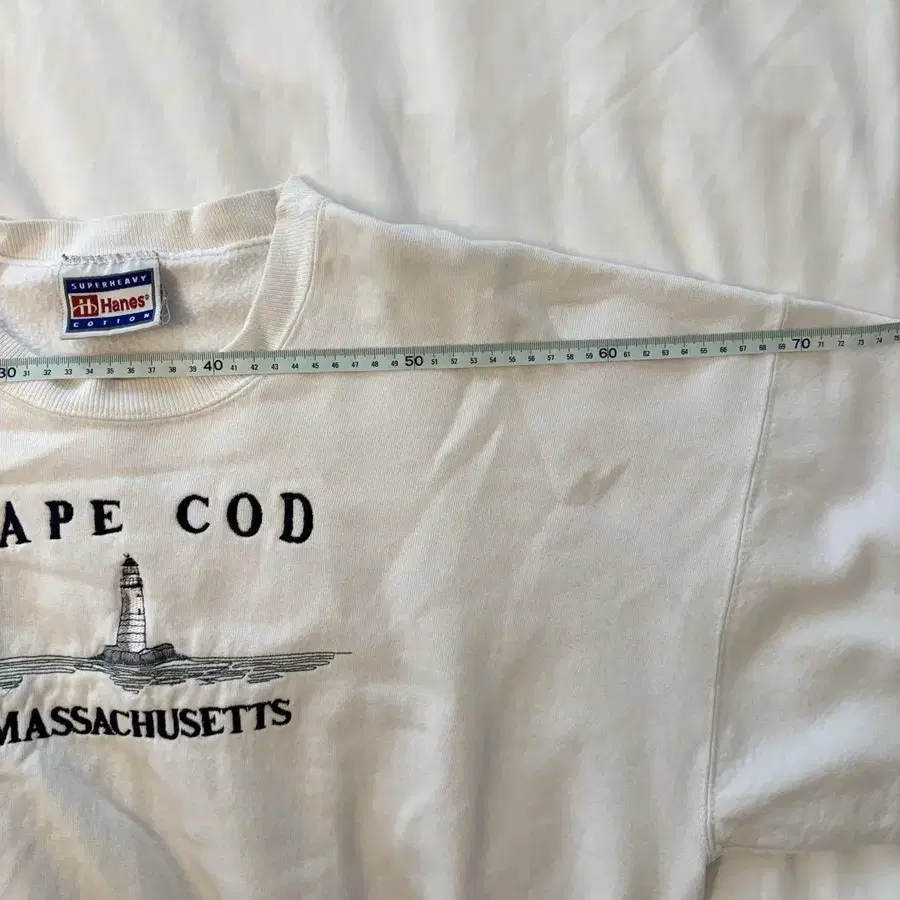 SUPERHEAVY
Hanes®
COTTON
30 31 32 33 34 35 36 37 38 39 40 41 42 43 44 45 46 47 48 49 50 51 52 53 54 55 56 57 58 59 60 61 62 63 64 65 66 67 68 69 70 71 72 73 74 75
APE COD
MASSACHUSETTS